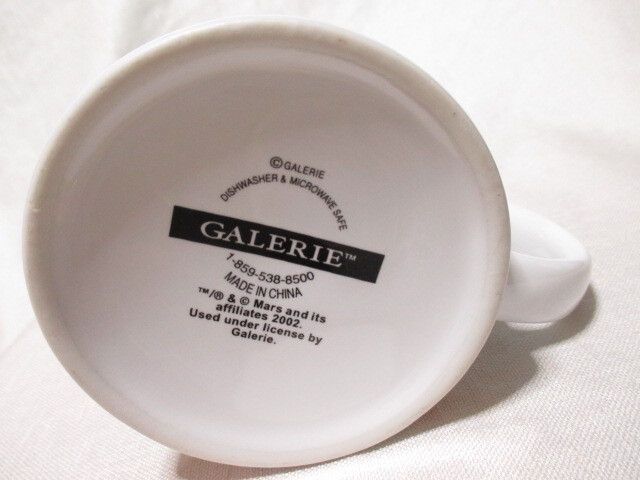 ©GALERIE
DISHWASHER & MICROWAVE SAFE
GALERIE™
1-859-538-8500
MADE IN CHINA
™/® & © Mars and its
affiliates 2002.
Used under license by
Galerie.